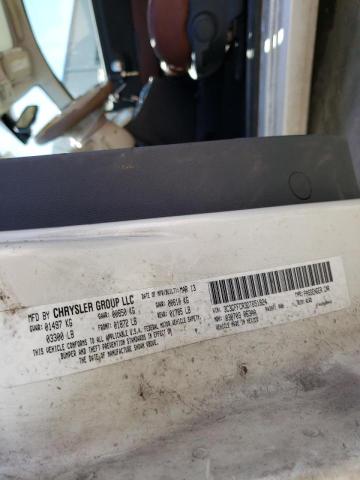 MFD BY CHRYSLER GROUP LLC
DATE OF MFR/BUILT: MAR 13
GVWR: 01497 KG
GAWR: 00850 KG
GAWR: 00810 KG
03300 LB
FRONT: 01872 LB
REAR: 01785 LB
THIS VEHICLE CONFORMS TO ALL APPLICABLE U.S.A. FEDERAL MOTOR VEHICLE SAFETY
BUMPER AND THEFT PREVENTION STANDARDS IN EFFECT ON THE
DATE OF MANUFACTURE SHOWN ABOVE.
TYPE: PASSENGER CAR
MADE IN MEXICO